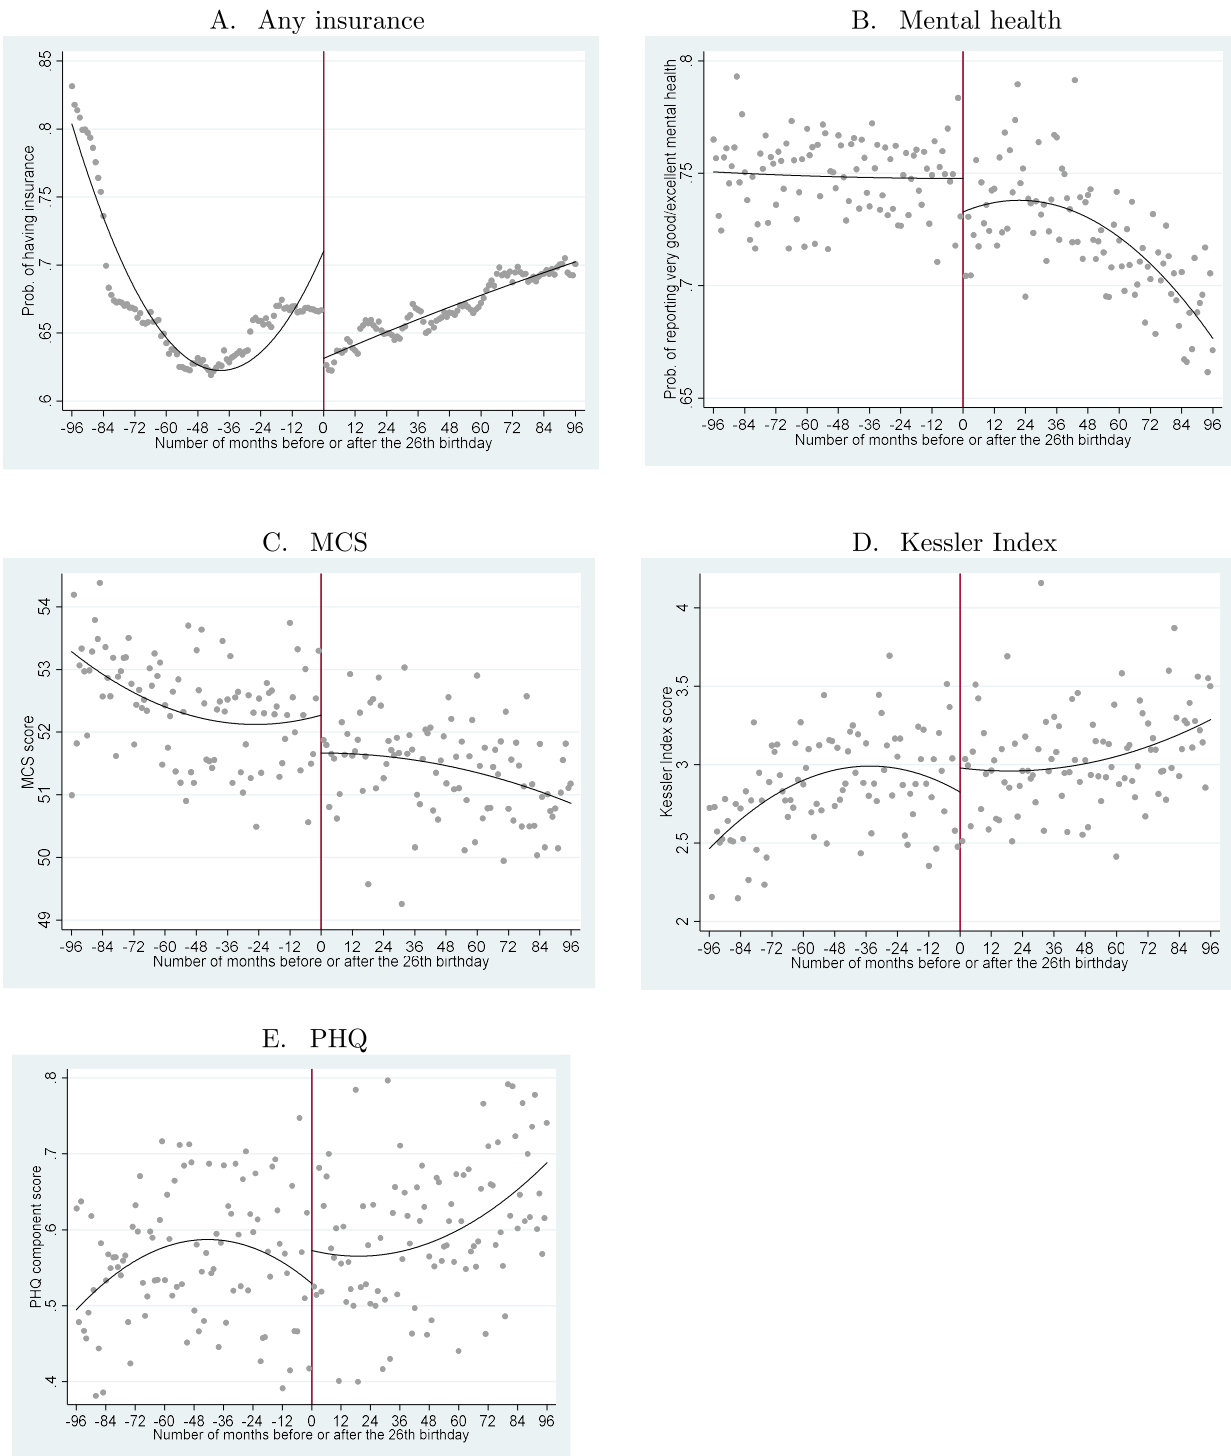 A. Any insurance
Prob. of having insurance
.85
.8
.75
.7
.65
.6
-96 -84 -72 -60 -48 -36 -24 -12 0 12 24 36 48 60 72 84 96
Number of months before or after the 26th birthday
B. Mental health
Prob. of reporting very good/excellent mental health
.8
.75
.7
.65
-96 -84 -72 -60 -48 -36 -24 -12 0 12 24 36 48 60 72 84 96
Number of months before or after the 26th birthday
C. MCS
MCS score
54
53
52
51
50
49
-96 -84 -72 -60 -48 -36 -24 -12 0 12 24 36 48 60 72 84 96
Number of months before or after the 26th birthday
D. Kessler Index
Kessler Index score
4
3.5
3
2.5
2
-96 -84 -72 -60 -48 -36 -24 -12 0 12 24 36 48 60 72 84 96
Number of months before or after the 26th birthday
E. PHQ
PHQ component score
.8
.7
.6
.5
.4
-96 -84 -72 -60 -48 -36 -24 -12 0 12 24 36 48 60 72 84 96
Number of months before or after the 26th birthday